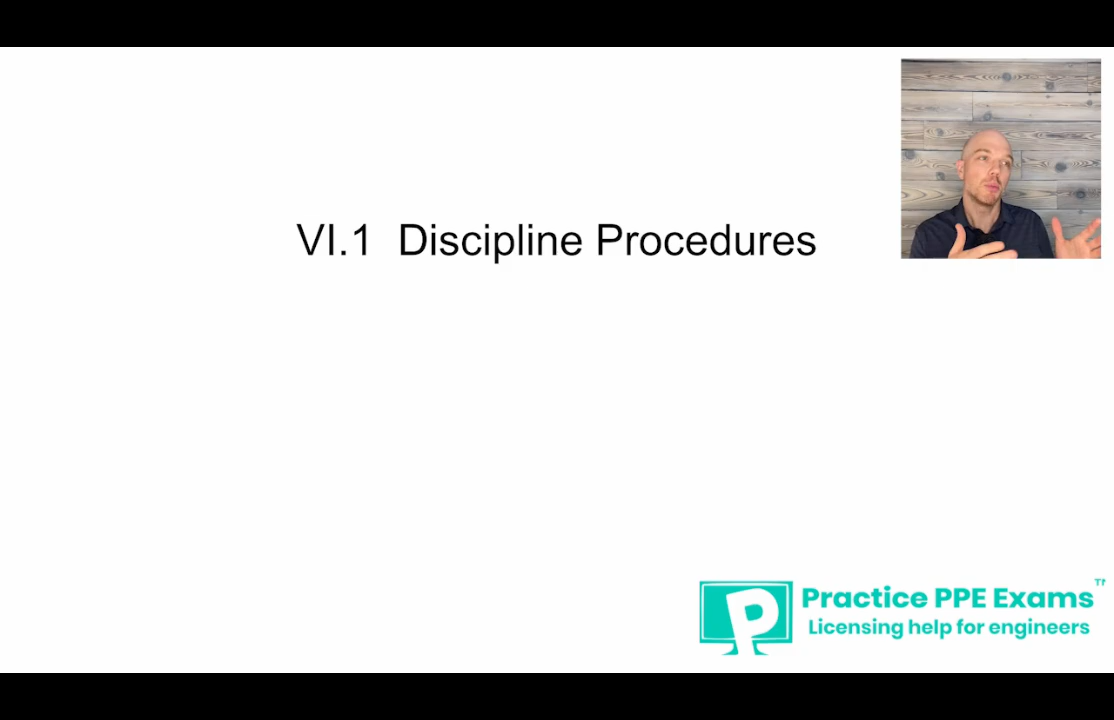 VI.1 Discipline Procedures
Practice PPE Exams
Licensing help for engineers